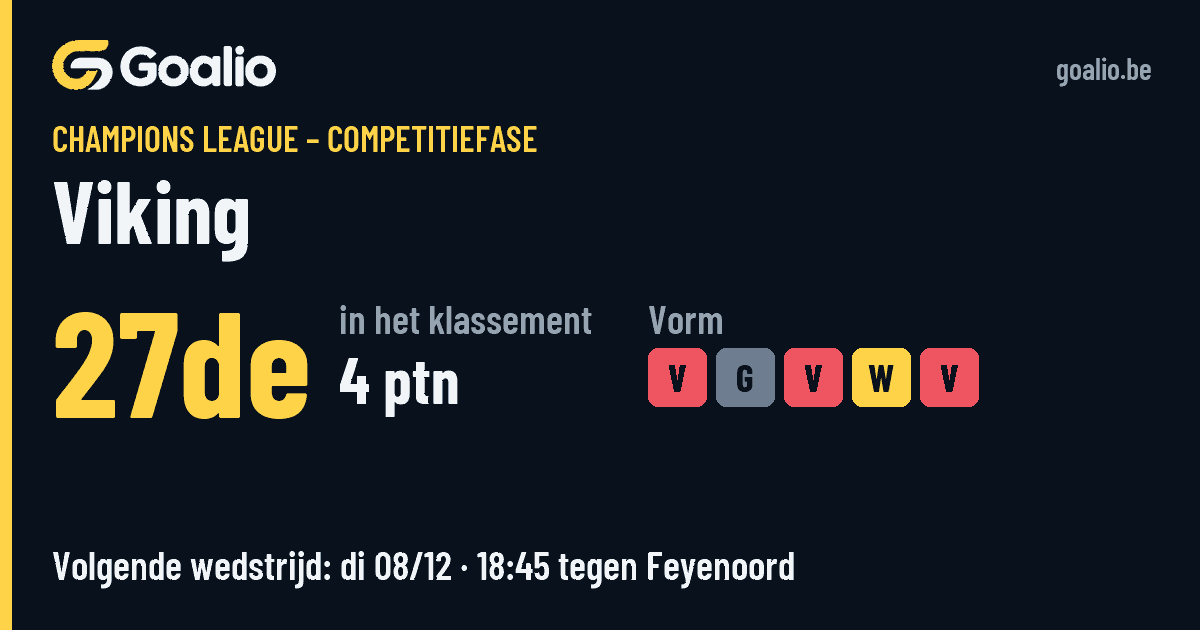 Goalio
goalio.be
CHAMPIONS LEAGUE – COMPETITIEFASE
Viking
27de
in het klassement
4 ptn
Vorm
V G V W V
Volgende wedstrijd: di 08/12 · 18:45 tegen Feyenoord